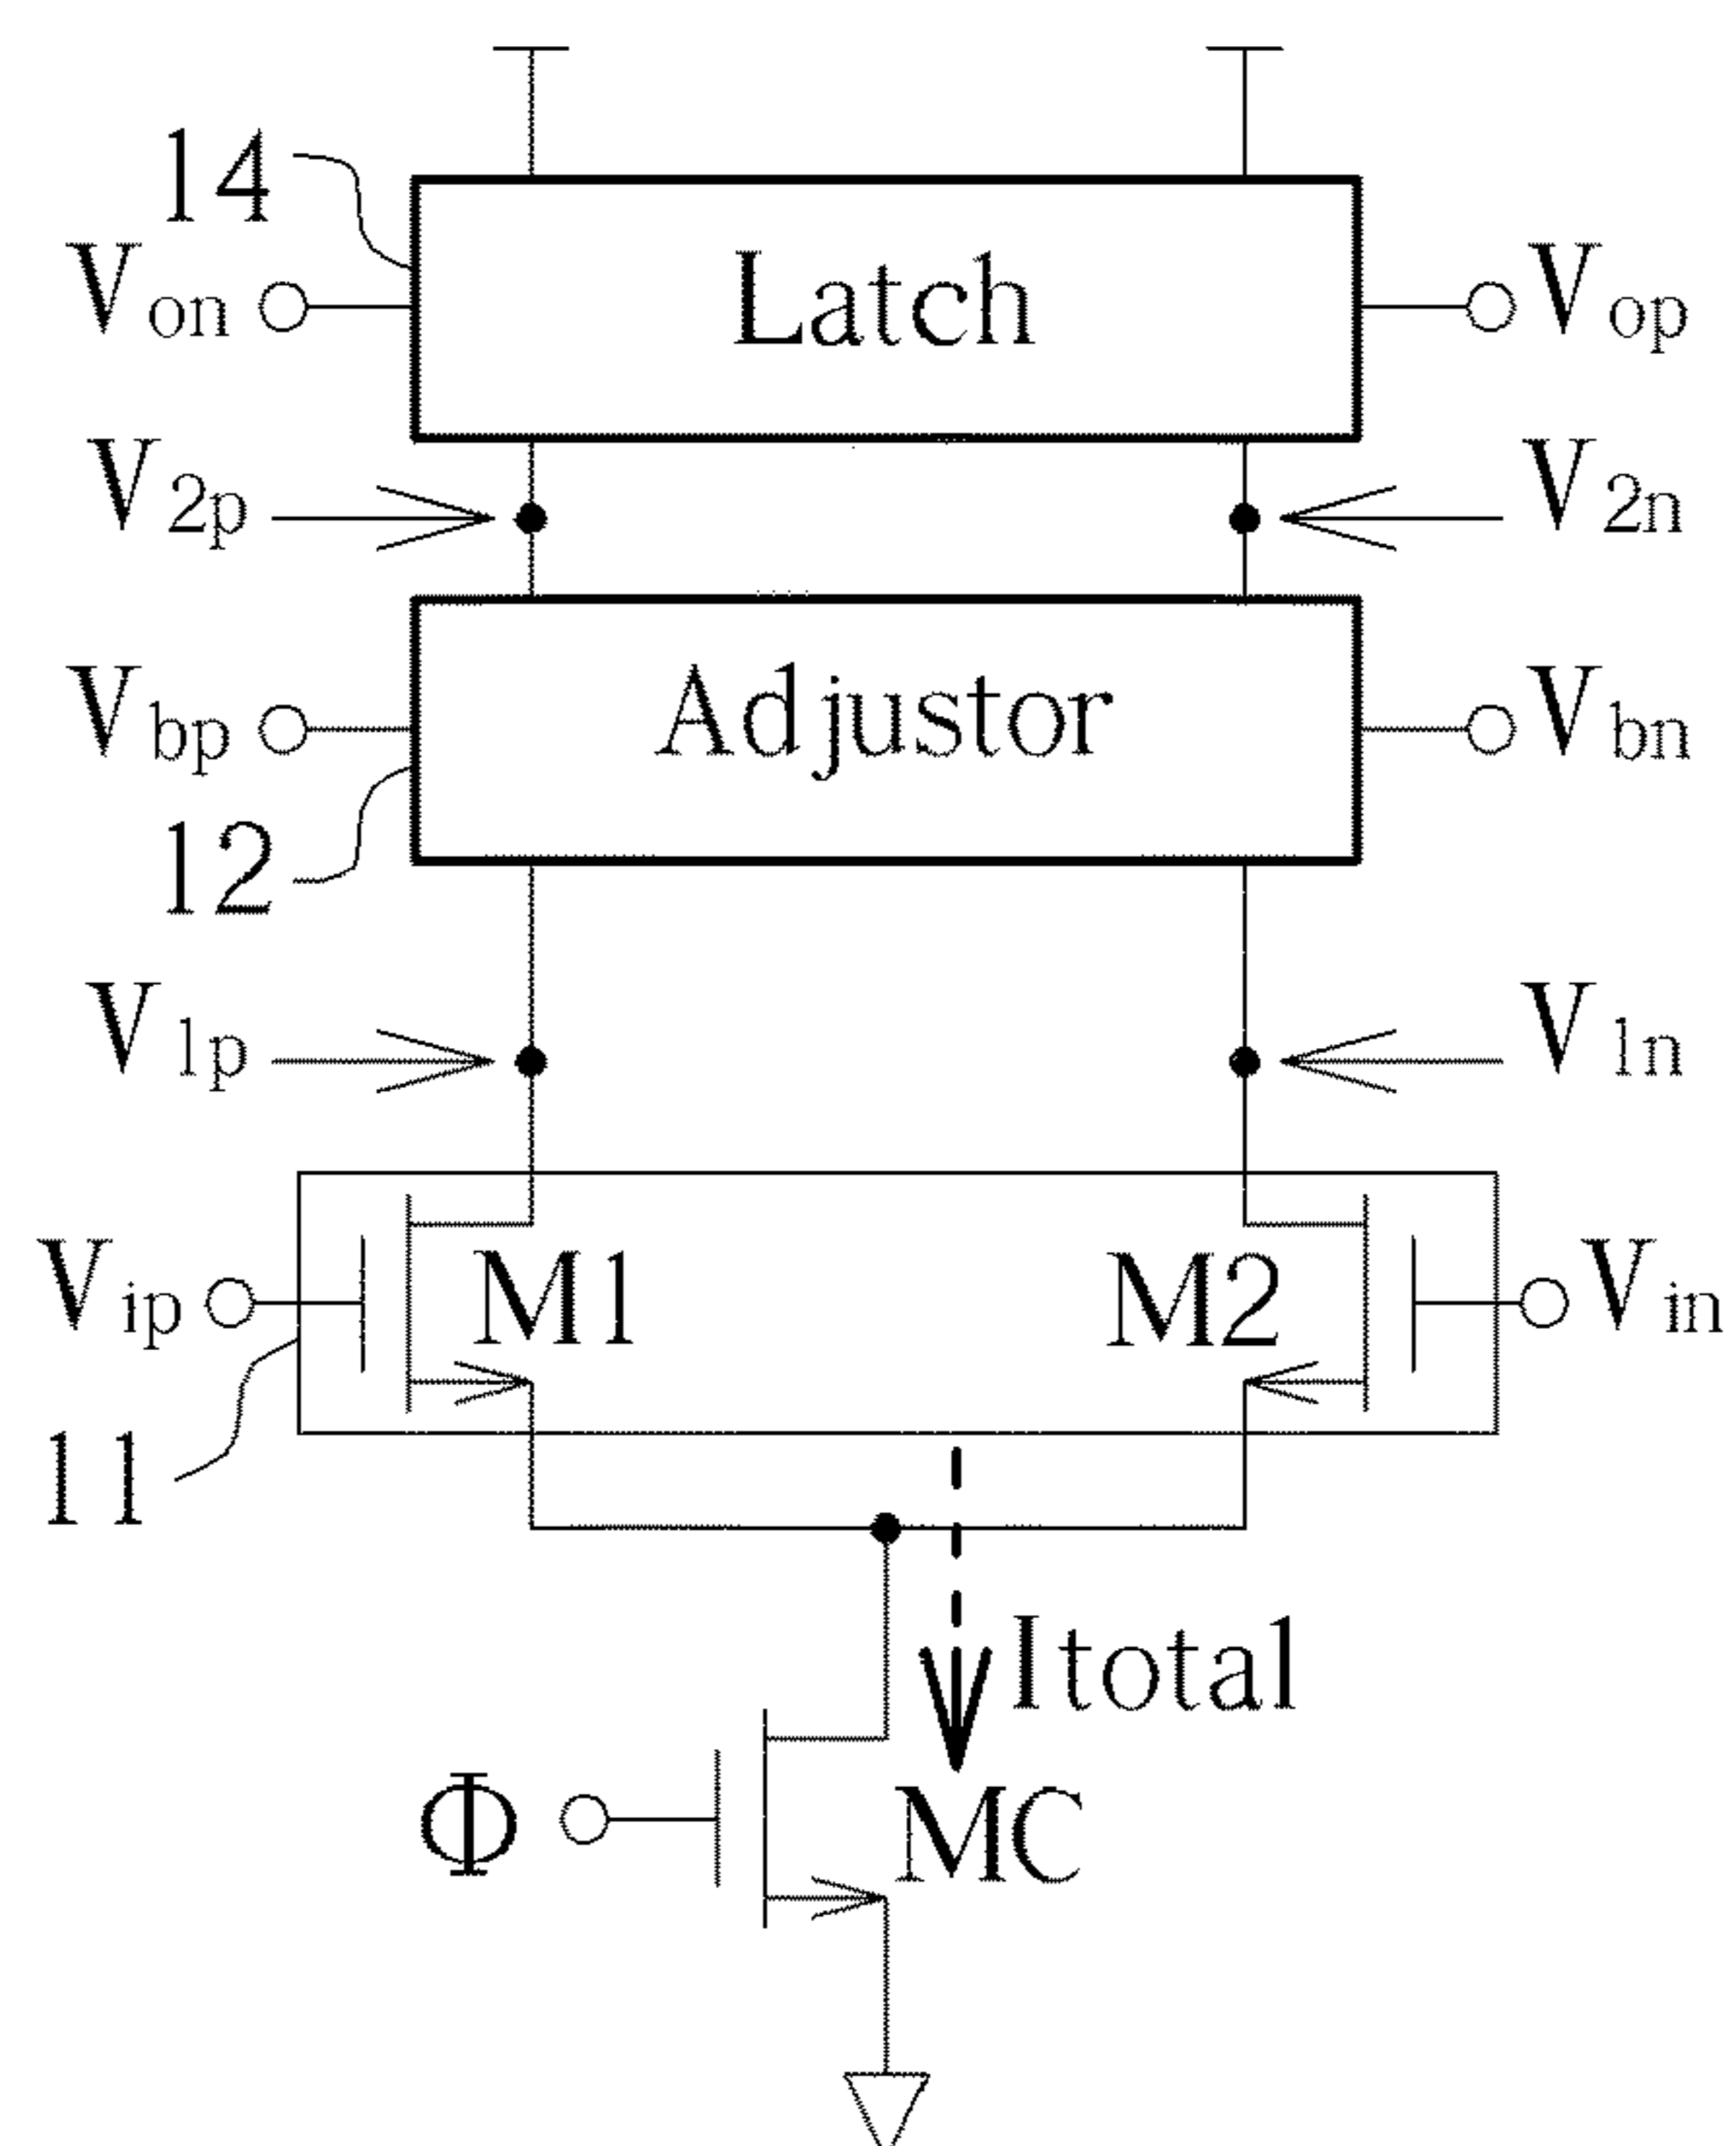 14
Von
Latch
Vop
V2p
V2n
Vbp
Adjustor
Vbn
12
V1p
V1n
Vip
M1
M2
Vin
11
Itotal
Φ
MC